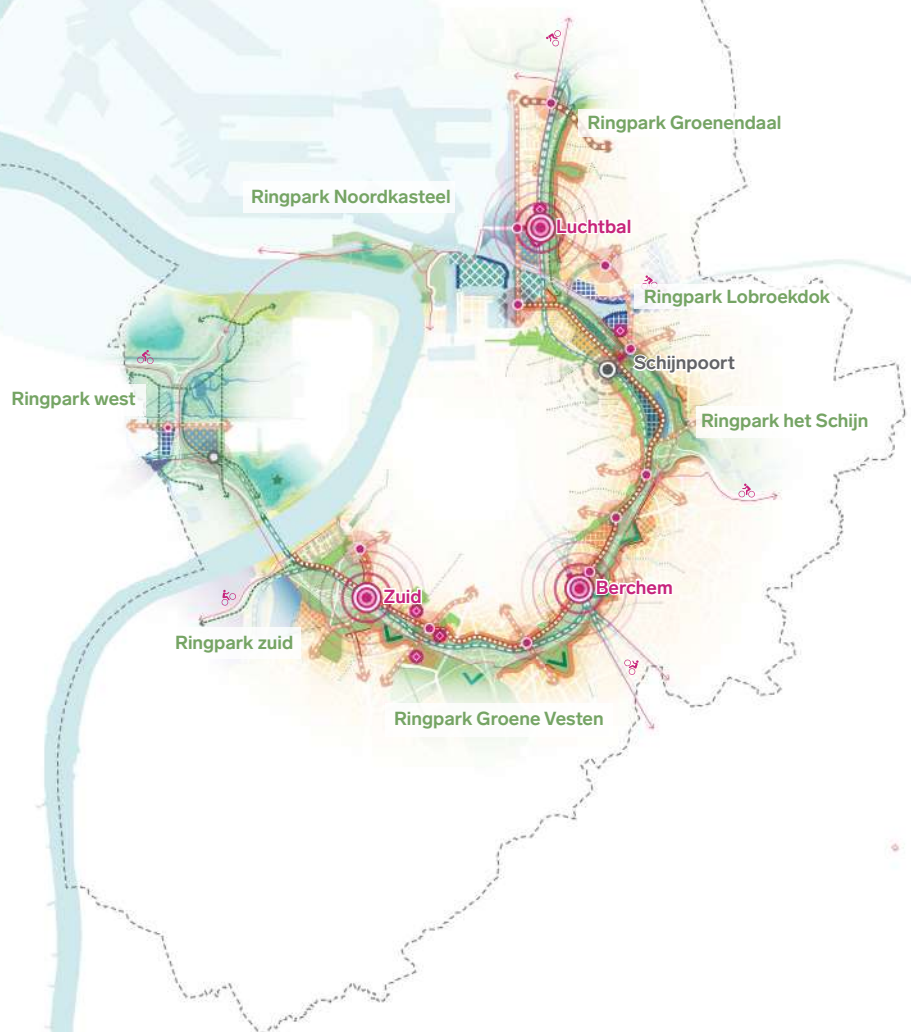 Ringpark Groenendaal
Ringpark Noordkasteel
Luchtbal
Ringpark Lobroekdok
Schijnpoort
Ringpark west
Ringpark het Schijn
Zuid
Berchem
Ringpark zuid
Ringpark Groene Vesten